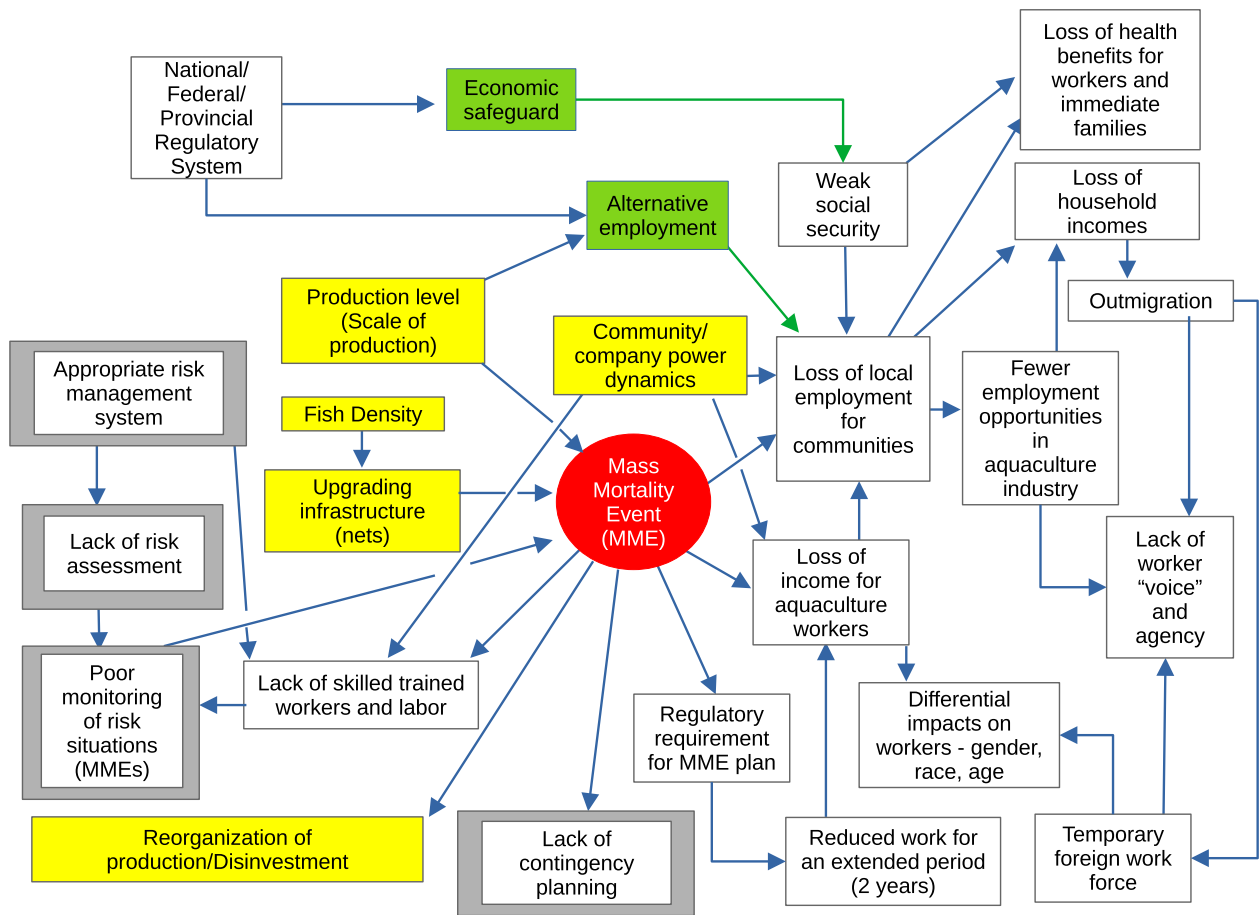 National/
Federal/
Provincial
Regulatory
System
Economic
safeguard
Loss of health
benefits for
workers and
immediate
families
Weak
social
security
Loss of
household
incomes
Alternative
employment
Outmigration
Production level
(Scale of
production)
Community/
company power
dynamics
Appropriate risk
management
system
Fish Density
Loss of local
employment
for
communities
Fewer
employment
opportunities
in
aquaculture
industry
Upgrading
infrastructure
(nets)
Mass
Mortality
Event
(MME)
Lack of risk
assessment
Loss of
income for
aquaculture
workers
Lack of
worker
“voice”
and
agency
Poor
monitoring
of risk
situations
(MMEs)
Lack of skilled trained
workers and labor
Regulatory
requirement
for MME plan
Differential
impacts on
workers - gender,
race, age
Reorganization of
production/Disinvestment
Lack of
contingency
planning
Reduced work for
an extended period
(2 years)
Temporary
foreign work
force